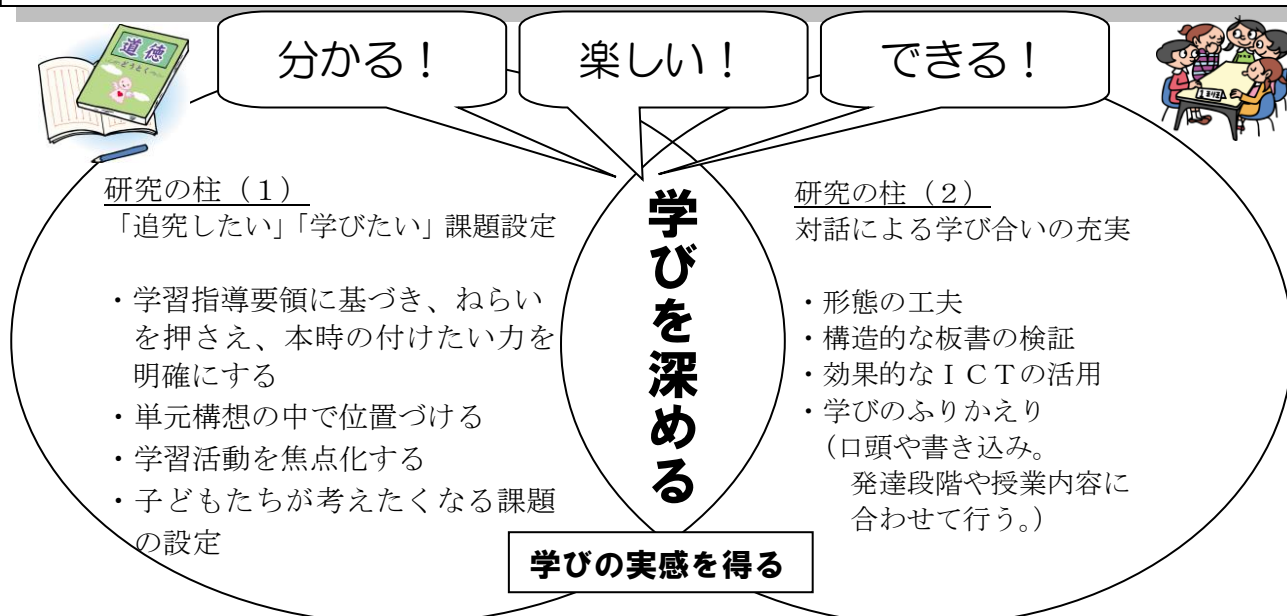 分かる！
楽しい！
できる！
道徳
どうとく
研究の柱（１）
「追究したい」「学びたい」課題設定
・学習指導要領に基づき、ねらい
を押さえ、本時の付けたい力を
明確にする
・単元構想の中で位置づける
・学習活動を焦点化する
・子どもたちが考えたくなる課題
の設定
学びを深める
研究の柱（２）
対話による学び合いの充実
・形態の工夫
・構造的な板書の検証
・効果的なＩＣＴの活用
・学びのふりかえり
（口頭や書き込み。
発達段階や授業内容に
合わせて行う。）
学びの実感を得る